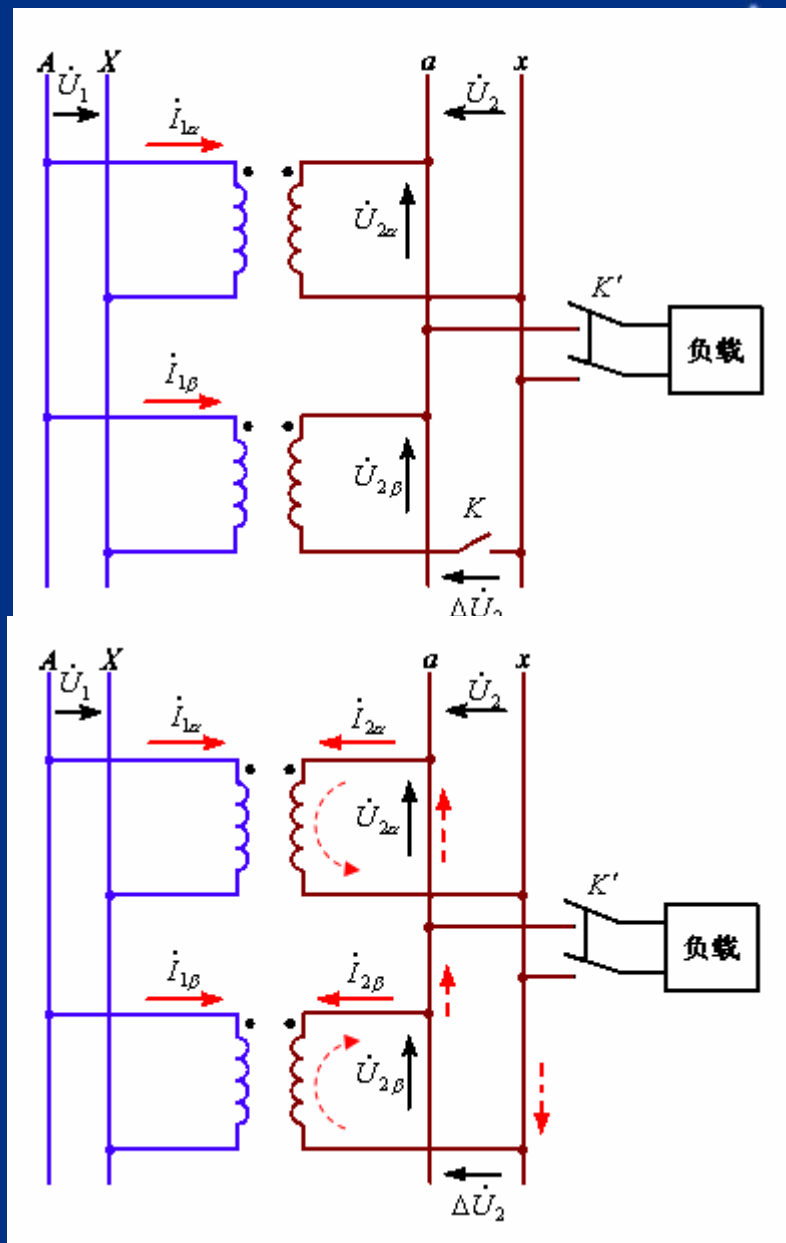 A X a x
U̇₁ U̇₂
İ₁α
U̇₂α
K′
负载
İ₁β
U̇₂β
K
ΔU̇₂
A X a x
U̇₁ U̇₂
İ₁α İ₂α
U̇₂α
K′
负载
İ₁β İ₂β
U̇₂β
ΔU̇₂